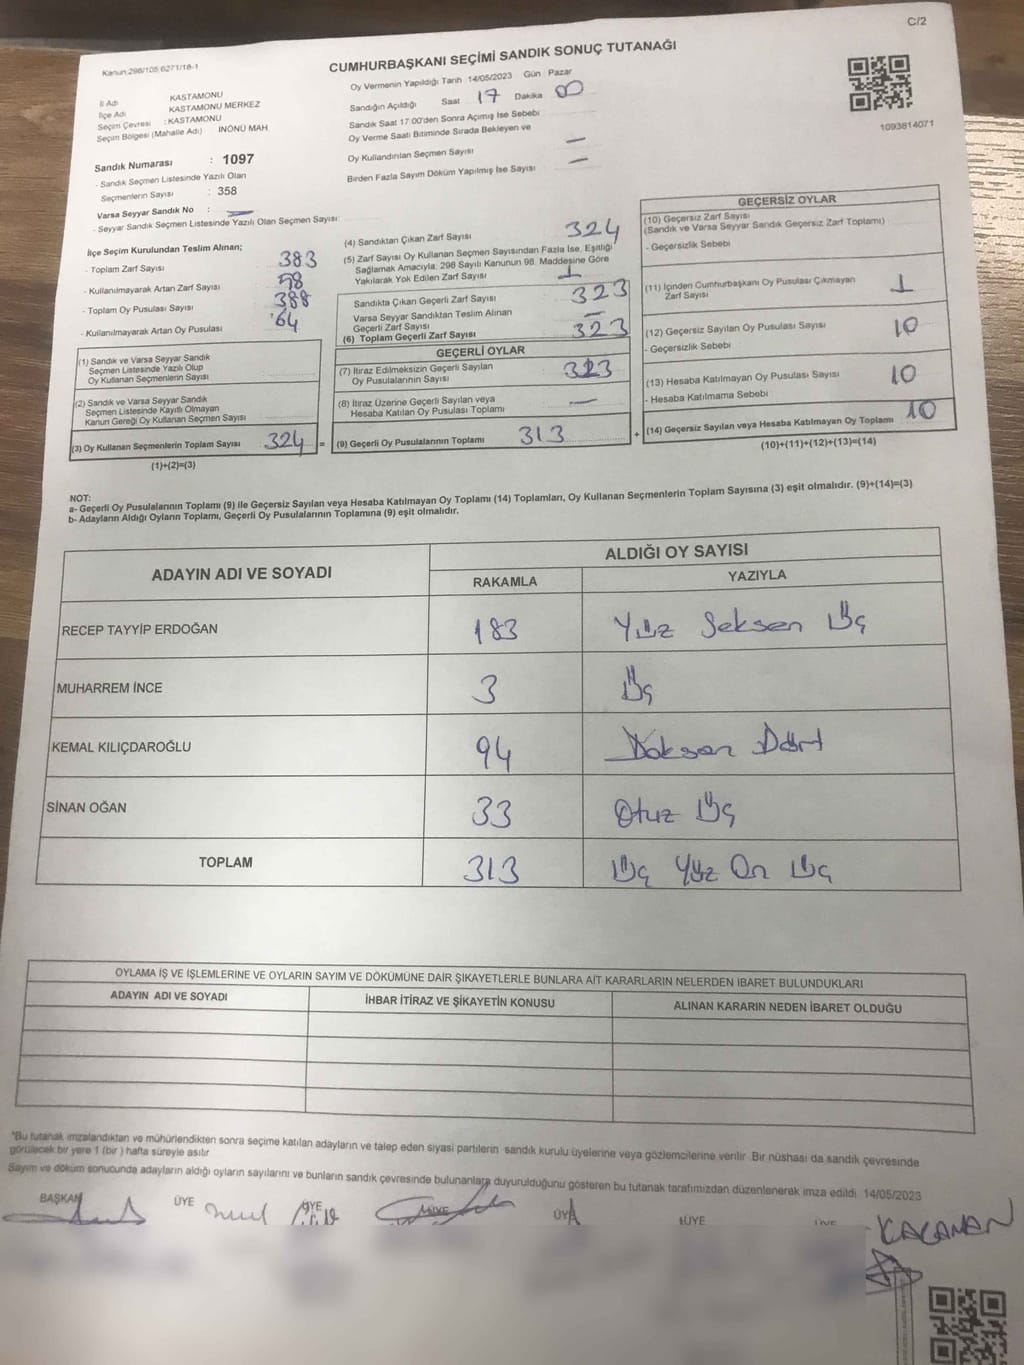 C/2
Kanun:298/105,6271/18-1
CUMHURBAŞKANI SEÇİMİ SANDIK SONUÇ TUTANAĞI
İl Adı KASTAMONU
İlçe Adı KASTAMONU MERKEZ
Seçim Çevresi : KASTAMONU
Seçim Bölgesi (Mahalle Adı) İNÖNÜ MAH.
Oy Vermenin Yapıldığı Tarih 14/05/2023 Gün : Pazar
Sandığın Açıldığı Saat 17 Dakika 00
Sandık Saat 17:00'den Sonra Açımış İse Sebebi
Oy Verme Saati Bitiminde Sırada Bekleyen ve
Oy Kullandırılan Seçmen Sayısı —
Birden Fazla Sayım Döküm Yapılmış İse Sayısı —
1093814071
Sandık Numarası : 1097
- Sandık Seçmen Listesinde Yazılı Olan
Seçmenlerin Sayısı : 358
Varsa Seyyar Sandık No : —
- Seyyar Sandık Seçmen Listesinde Yazılı Olan Seçmen Sayısı:
İlçe Seçim Kurulundan Teslim Alınan;
- Toplam Zarf Sayısı 383
- Kullanılmayarak Artan Zarf Sayısı 58
- Toplam Oy Pusulası Sayısı 388
- Kullanılmayarak Artan Oy Pusulası 64
(1) Sandık ve Varsa Seyyar Sandık
Seçmen Listesinde Yazılı Olup
Oy Kullanan Seçmenlerin Sayısı
(2) Sandık ve Varsa Seyyar Sandık
Seçmen Listesinde Kayıtlı Olmayan
Kanun Gereği Oy Kullanan Seçmen Sayısı
(3) Oy Kullanan Seçmenlerin Toplam Sayısı 324 =
(1)+(2)=(3)
(4) Sandıktan Çıkan Zarf Sayısı 324
(5) Zarf Sayısı Oy Kullanan Seçmen Sayısından Fazla İse, Eşitliği
Sağlamak Amacıyla, 298 Sayılı Kanunun 98. Maddesine Göre
Yakılarak Yok Edilen Zarf Sayısı 1
Sandıkta Çıkan Geçerli Zarf Sayısı 323
Varsa Seyyar Sandıktan Teslim Alınan
Geçerli Zarf Sayısı —
(6) Toplam Geçerli Zarf Sayısı 323
GEÇERLİ OYLAR
(7) İtiraz Edilmeksizin Geçerli Sayılan
Oy Pusulalarının Sayısı 323
(8) İtiraz Üzerine Geçerli Sayılan veya
Hesaba Katılan Oy Pusulası Toplamı —
(9) Geçerli Oy Pusulalarının Toplamı 313 +
GEÇERSİZ OYLAR
(10) Geçersiz Zarf Sayısı
(Sandık ve Varsa Seyyar Sandık Geçersiz Zarf Toplamı)
- Geçersizlik Sebebi
(11) İçinden Cumhurbaşkanı Oy Pusulası Çıkmayan
Zarf Sayısı 1
(12) Geçersiz Sayılan Oy Pusulası Sayısı 10
- Geçersizlik Sebebi
(13) Hesaba Katılmayan Oy Pusulası Sayısı 10
- Hesaba Katılmama Sebebi
(14) Geçersiz Sayılan veya Hesaba Katılmayan Oy Toplamı 10
(10)+(11)+(12)+(13)=(14)
NOT:
a- Geçerli Oy Pusulalarının Toplamı (9) ile Geçersiz Sayılan veya Hesaba Katılmayan Oy Toplamı (14) Toplamları, Oy Kullanan Seçmenlerin Toplam Sayısına (3) eşit olmalıdır. (9)+(14)=(3)
b- Adayların Aldığı Oyların Toplamı, Geçerli Oy Pusulalarının Toplamına (9) eşit olmalıdır.
ADAYIN ADI VE SOYADI
ALDIĞI OY SAYISI
RAKAMLA YAZIYLA
RECEP TAYYİP ERDOĞAN 183 Yüz Seksen Üç
MUHARREM İNCE 3 Üç
KEMAL KILIÇDAROĞLU 94 Doksan Dört
SİNAN OĞAN 33 Otuz Üç
TOPLAM 313 Üç Yüz On Üç
OYLAMA İŞ VE İŞLEMLERİNE VE OYLARIN SAYIM VE DÖKÜMÜNE DAİR ŞİKAYETLERLE BUNLARA AİT KARARLARIN NELERDEN İBARET BULUNDUKLARI
ADAYIN ADI VE SOYADI İHBAR İTİRAZ VE ŞİKAYETİN KONUSU ALINAN KARARIN NEDEN İBARET OLDUĞU
*Bu tutanak imzalandıktan ve mühürlendikten sonra seçime katılan adayların ve talep eden siyasi partilerin sandık kurulu üyelerine veya gözlemcilerine verilir. Bir nüshası da sandık çevresinde
görülecek bir yere 1 (bir ) hafta süreyle asılır.
Sayım ve döküm sonucunda adayların aldığı oyların sayılarını ve bunların sandık çevresinde bulunanlara duyurulduğunu gösteren bu tutanak tarafımızdan düzenlenerek imza edildi. 14/05/2023
BAŞKAN ÜYE ÜYE ÜYE ÜYE ÜYE ÜYE